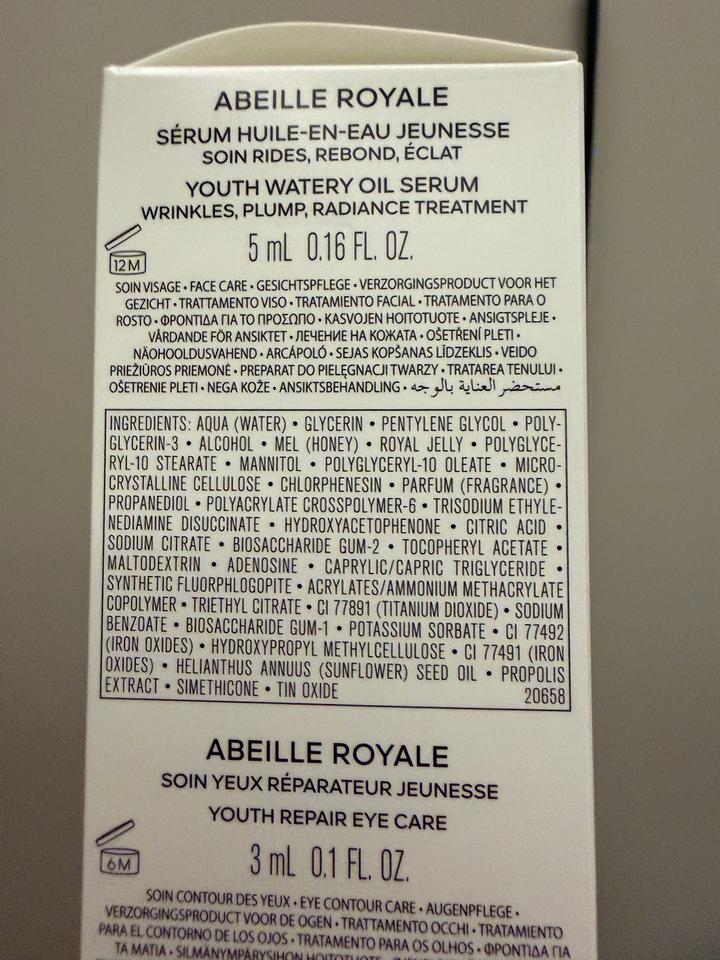 ABEILLE ROYALE
SÉRUM HUILE-EN-EAU JEUNESSE
SOIN RIDES, REBOND, ÉCLAT
YOUTH WATERY OIL SERUM
WRINKLES, PLUMP, RADIANCE TREATMENT
5 mL 0.16 FL. OZ.
12M
SOIN VISAGE • FACE CARE • GESICHTSPFLEGE • VERZORGINGSPRODUCT VOOR HET
GEZICHT • TRATTAMENTO VISO • TRATAMIENTO FACIAL • TRATAMENTO PARA O
ROSTO • ΦΡΟΝΤΙΔΑ ΓΙΑ ΤΟ ΠΡΟΣΩΠΟ • KASVOJEN HOITOTUOTE • ANSIGTSPLEJE •
VÅRDANDE FÖR ANSIKTET • ЛЕЧЕНИЕ НА КОЖАТА • OŠETŘENÍ PLETI •
NÄOHOOLDUSVAHEND • ARCÁPOLÓ • SEJAS KOPŠANAS LĪDZEKLIS • VEIDO
PRIEŽIŪROS PRIEMONĖ • PREPARAT DO PIELĘGNACJI TWARZY • TRATAREA TENULUI •
OŠETRENIE PLETI • NEGA KOŽE • ANSIKTSBEHANDLING • مستحضر العناية بالوجه
INGREDIENTS: AQUA (WATER) • GLYCERIN • PENTYLENE GLYCOL • POLY-
GLYCERIN-3 • ALCOHOL • MEL (HONEY) • ROYAL JELLY • POLYGLYCE-
RYL-10 STEARATE • MANNITOL • POLYGLYCERYL-10 OLEATE • MICRO-
CRYSTALLINE CELLULOSE • CHLORPHENESIN • PARFUM (FRAGRANCE) •
PROPANEDIOL • POLYACRYLATE CROSSPOLYMER-6 • TRISODIUM ETHYLE-
NEDIAMINE DISUCCINATE • HYDROXYACETOPHENONE • CITRIC ACID •
SODIUM CITRATE • BIOSACCHARIDE GUM-2 • TOCOPHERYL ACETATE •
MALTODEXTRIN • ADENOSINE • CAPRYLIC/CAPRIC TRIGLYCERIDE •
SYNTHETIC FLUORPHLOGOPITE • ACRYLATES/AMMONIUM METHACRYLATE
COPOLYMER • TRIETHYL CITRATE • CI 77891 (TITANIUM DIOXIDE) • SODIUM
BENZOATE • BIOSACCHARIDE GUM-1 • POTASSIUM SORBATE • CI 77492
(IRON OXIDES) • HYDROXYPROPYL METHYLCELLULOSE • CI 77491 (IRON
OXIDES) • HELIANTHUS ANNUUS (SUNFLOWER) SEED OIL • PROPOLIS
EXTRACT • SIMETHICONE • TIN OXIDE 20658
ABEILLE ROYALE
SOIN YEUX RÉPARATEUR JEUNESSE
YOUTH REPAIR EYE CARE
6M
3 mL 0.1 FL. OZ.
SOIN CONTOUR DES YEUX • EYE CONTOUR CARE • AUGENPFLEGE •
VERZORGINGSPRODUCT VOOR DE OGEN • TRATTAMENTO OCCHI • TRATAMIENTO
PARA EL CONTORNO DE LOS OJOS • TRATAMENTO PARA OS OLHOS • ΦΡΟΝΤΙΔΑ ΓΙΑ
ΤΑ ΜΑΤΙΑ • SILMÄNYMPÄRYSIHON HOITOTUOTE •